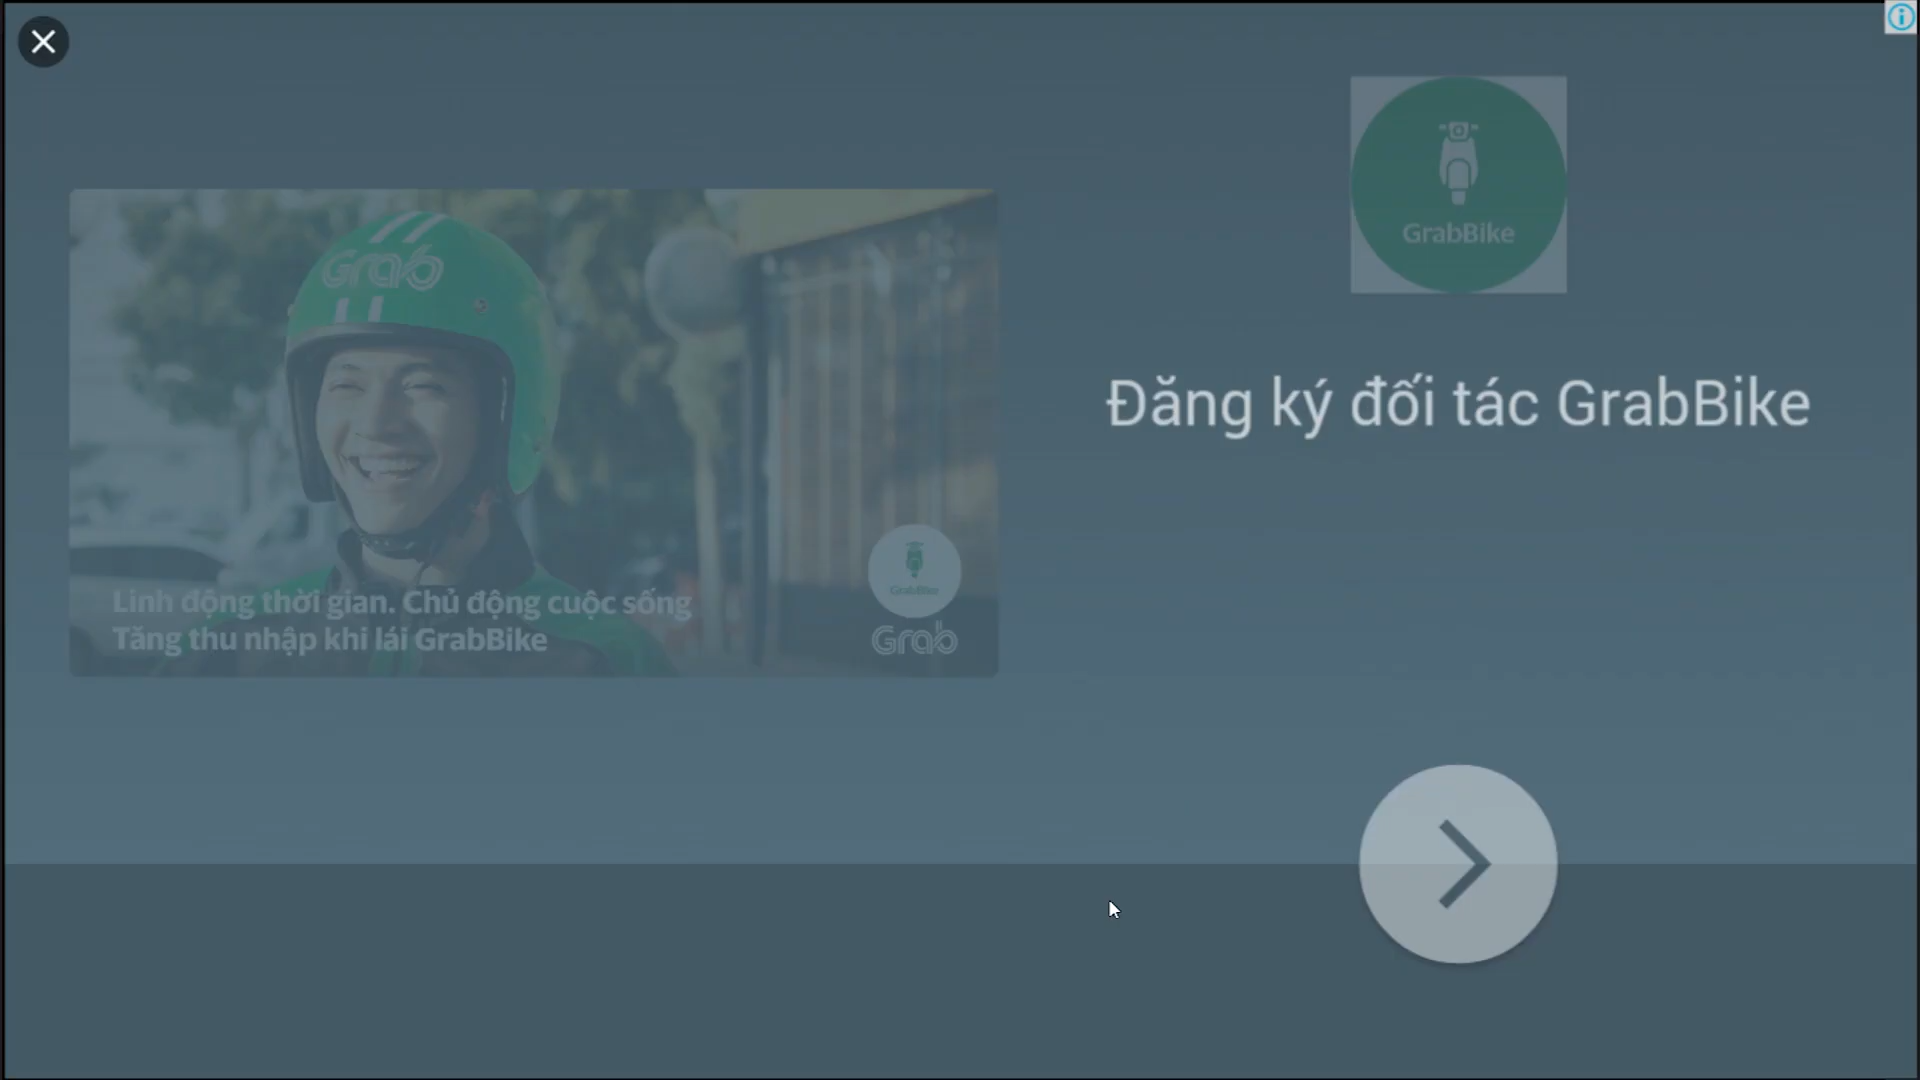 Grab
Linh động thời gian. Chủ động cuộc sống
Tăng thu nhập khi lái GrabBike
GrabBike
Grab
GrabBike
Đăng ký đối tác GrabBike